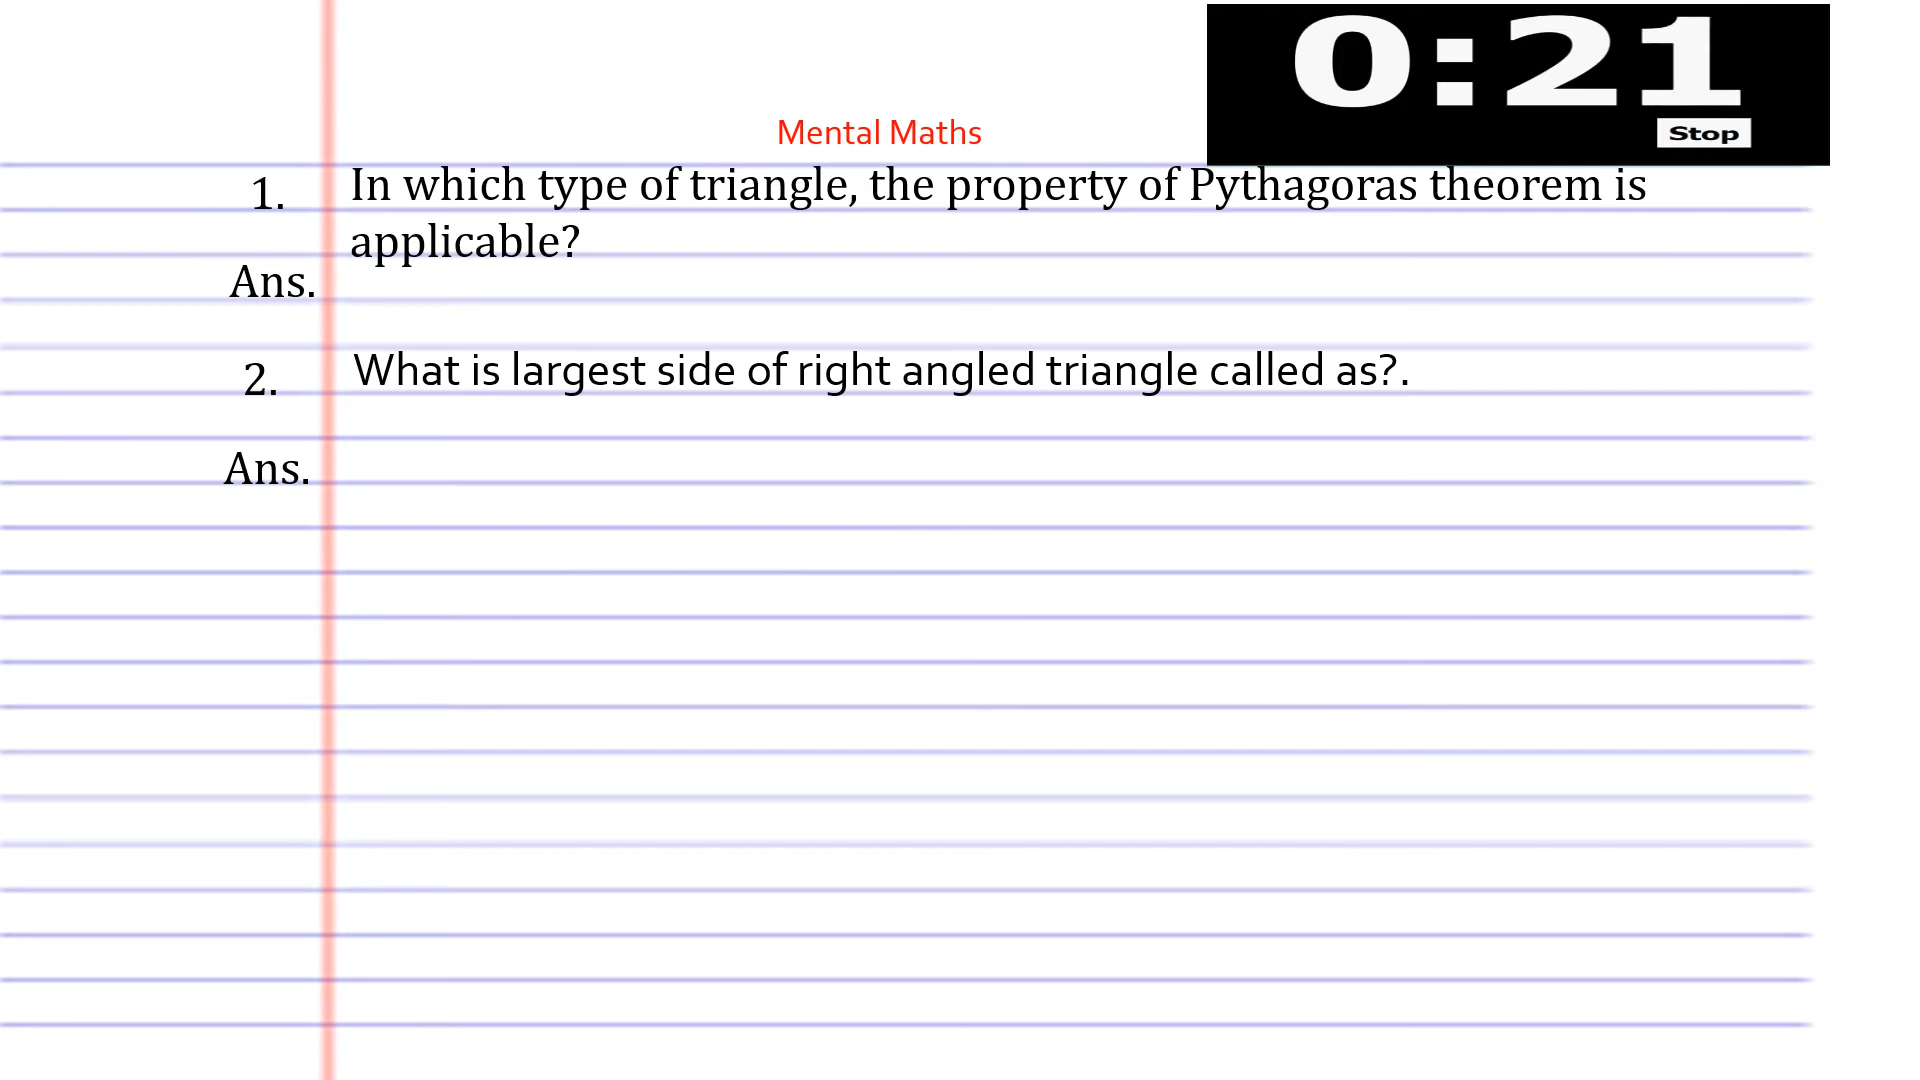 0:21
Stop
Mental Maths
1. In which type of triangle, the property of Pythagoras theorem is
applicable?
Ans.
2. What is largest side of right angled triangle called as?.
Ans.